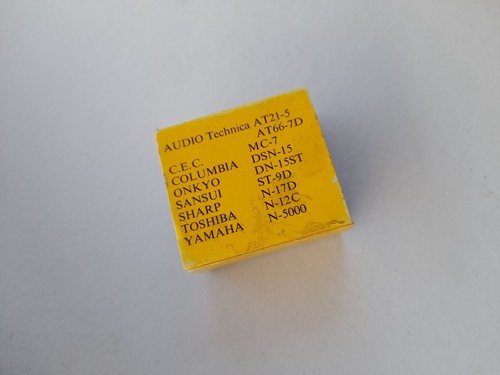 AUDIO Technica AT21-5
AT66-7D
C.E.C. MC-7
COLUMBIA DSN-15
ONKYO DN-15ST
SANSUI ST-9D
SHARP N-17D
TOSHIBA N-12C
YAMAHA N-5000